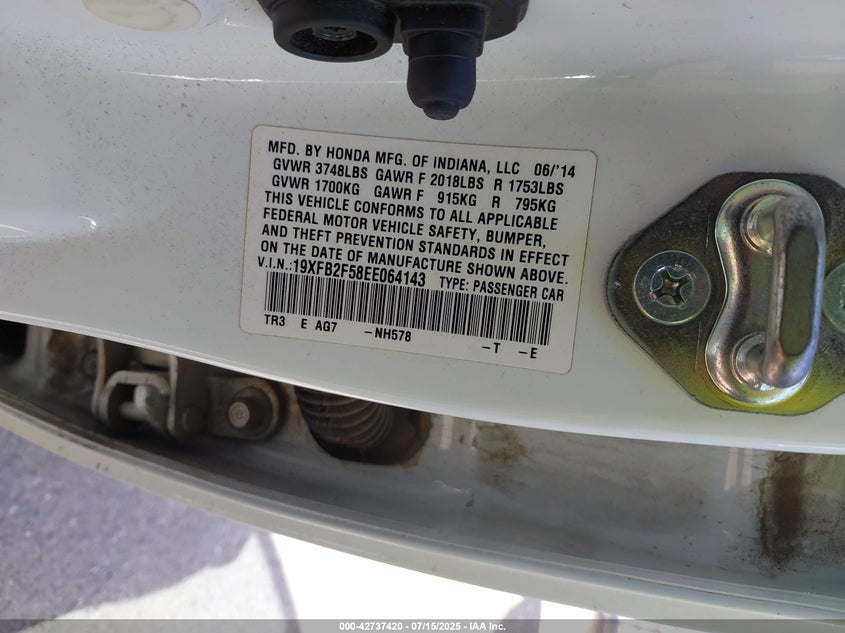 MFD. BY HONDA MFG. OF INDIANA, LLC 06/'14
GVWR 3748LBS GAWR F 2018LBS R 1753LBS
GVWR 1700KG GAWR F 915KG R 795KG
THIS VEHICLE CONFORMS TO ALL APPLICABLE
FEDERAL MOTOR VEHICLE SAFETY, BUMPER,
AND THEFT PREVENTION STANDARDS IN EFFECT
ON THE DATE OF MANUFACTURE SHOWN ABOVE.
V.I.N.:19XFB2F58EE064143 TYPE: PASSENGER CAR
TR3 E AG7 -NH578 -T -E
000-42737420 • 07/15/2025 • IAA Inc.